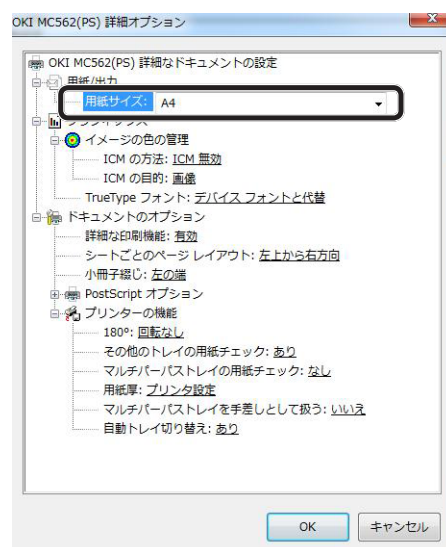 OKI MC562(PS) 詳細オプション
OKI MC562(PS) 詳細なドキュメントの設定
用紙/出力
用紙サイズ: A4
イメージの色の管理
ICM の方法: ICM 無効
ICM の目的: 画像
TrueType フォント: デバイス フォントと代替
ドキュメントのオプション
詳細な印刷機能: 有効
シートごとのページ レイアウト: 左上から右方向
小冊子綴じ: 左の端
PostScript オプション
プリンターの機能
180°: 回転なし
その他のトレイの用紙チェック: あり
マルチパーパストレイの用紙チェック: なし
用紙厚: プリンタ設定
マルチパーパストレイを手差しとして扱う: いいえ
自動トレイ切り替え: あり
OK キャンセル